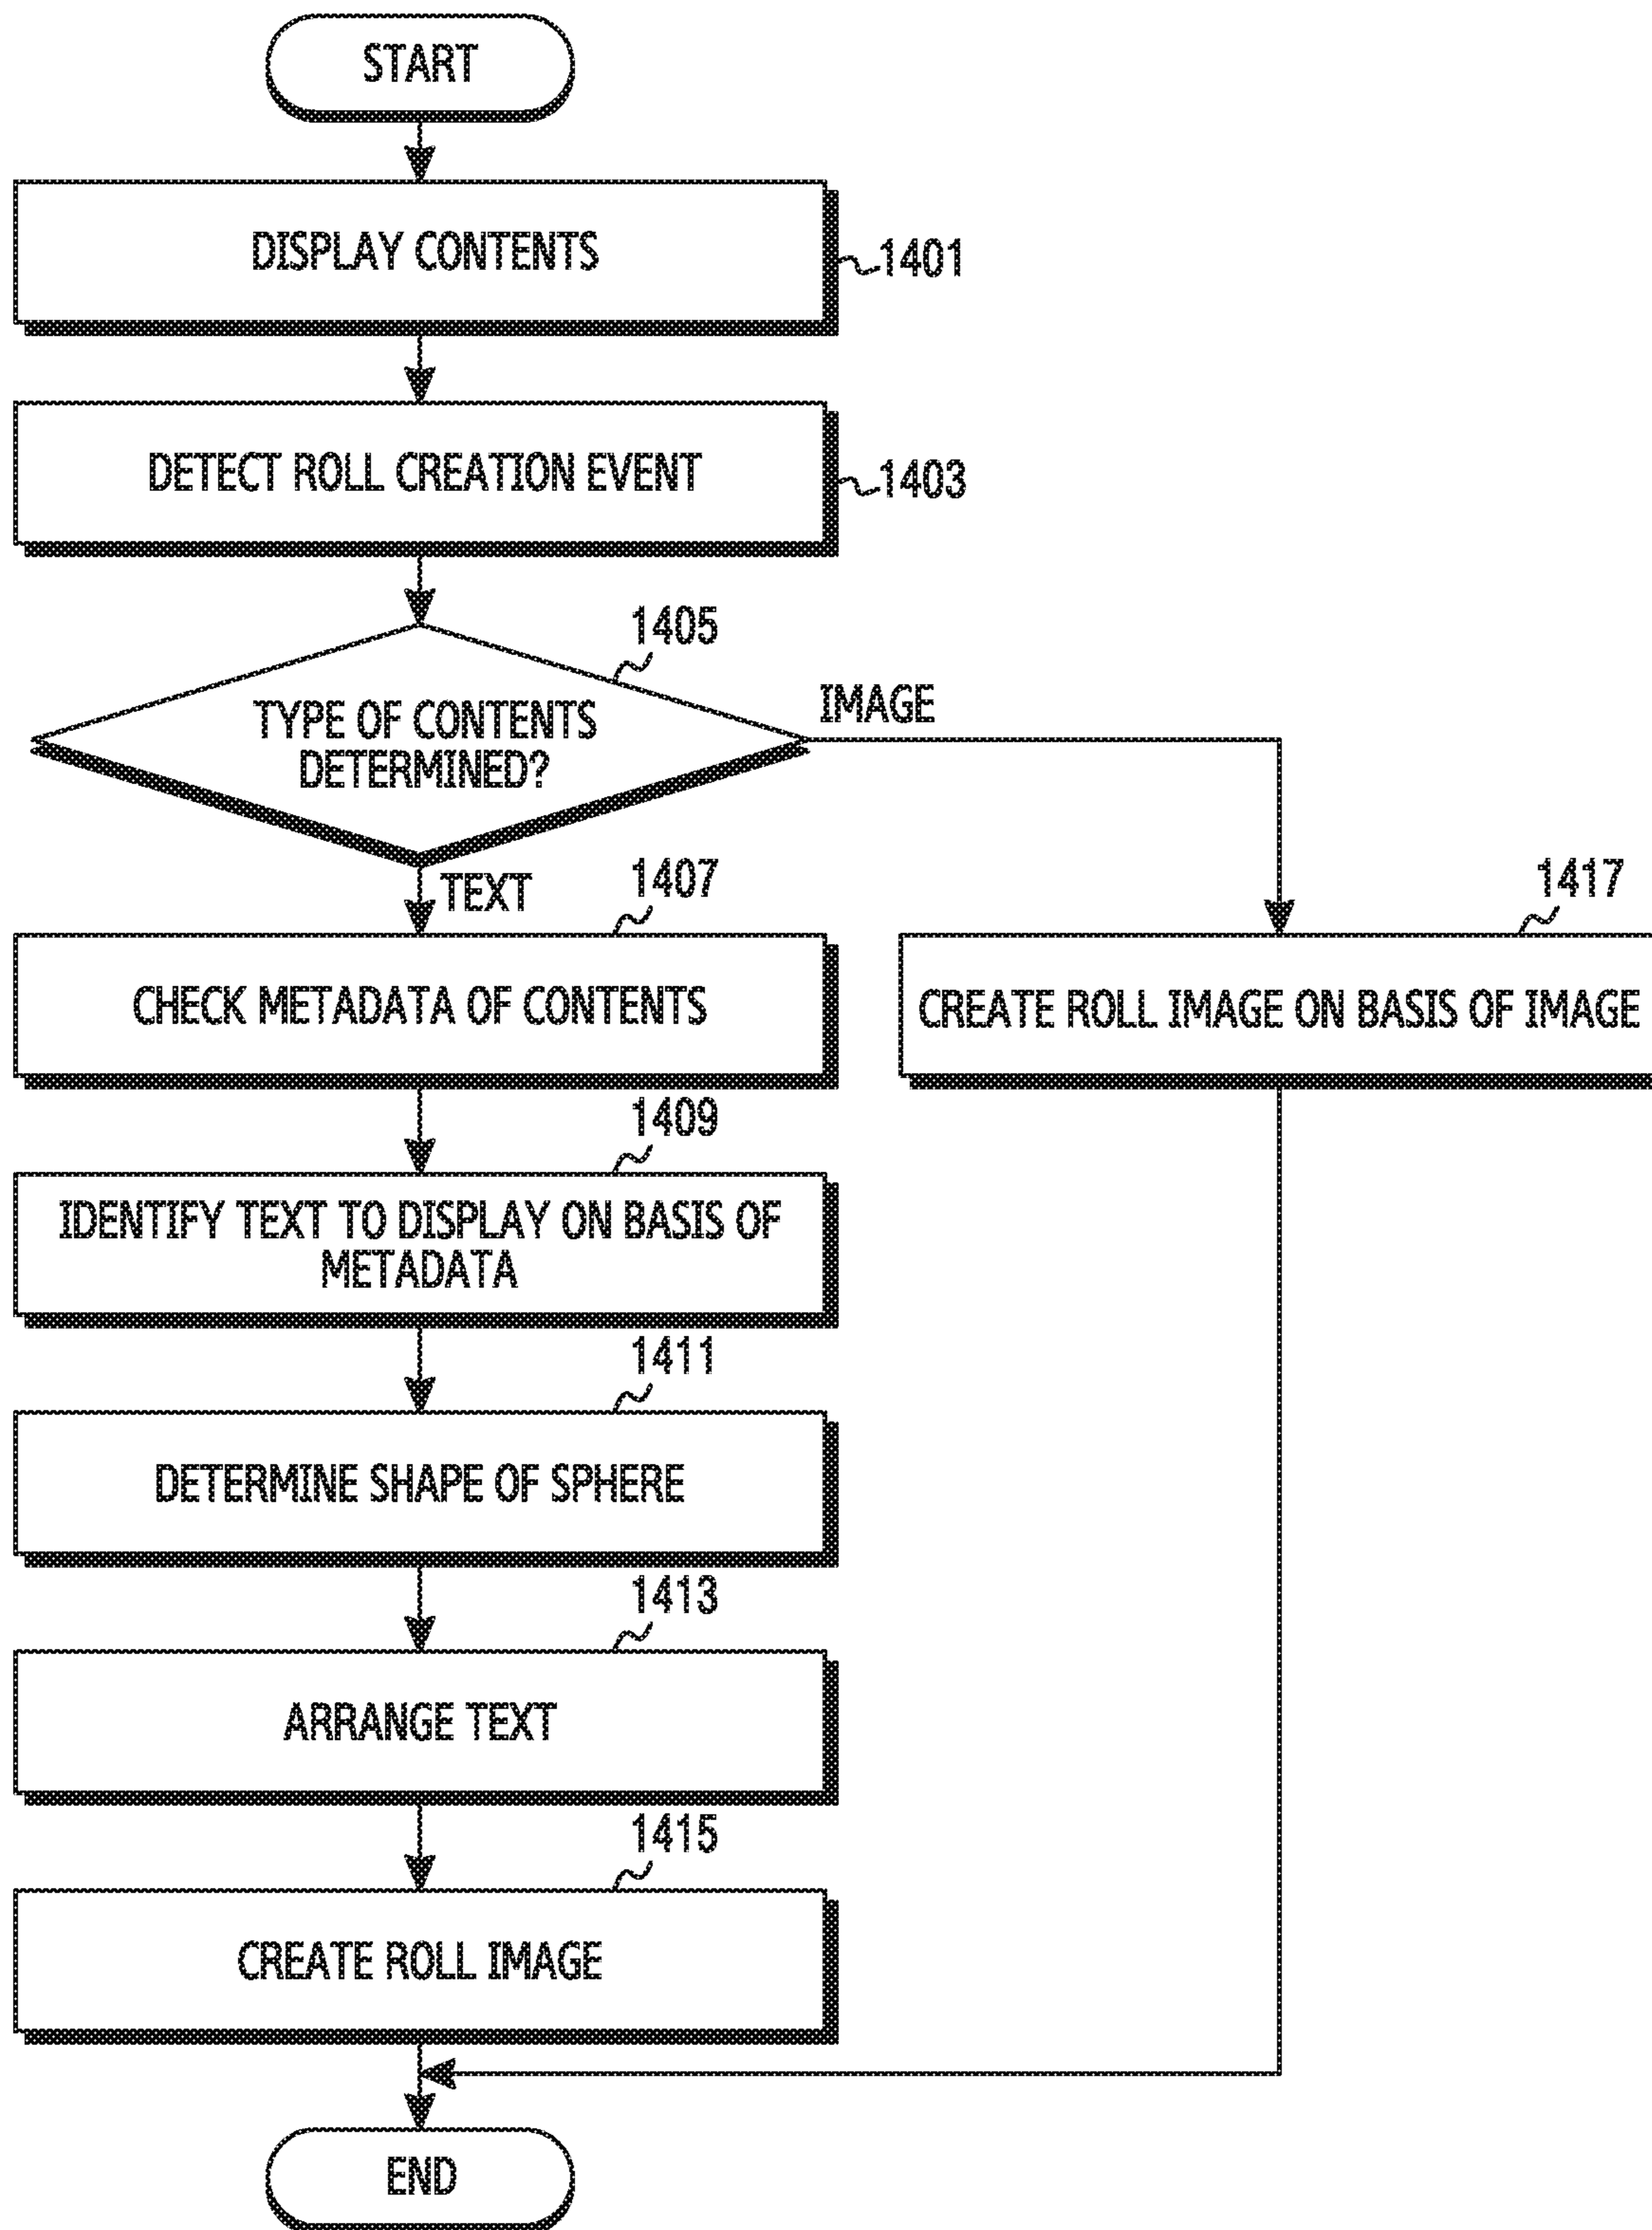 START
DISPLAY CONTENTS
1401
DETECT ROLL CREATION EVENT
1403
1405
TYPE OF CONTENTS
DETERMINED?
IMAGE
TEXT
1407
CHECK METADATA OF CONTENTS
1417
CREATE ROLL IMAGE ON BASIS OF IMAGE
1409
IDENTIFY TEXT TO DISPLAY ON BASIS OF
METADATA
1411
DETERMINE SHAPE OF SPHERE
1413
ARRANGE TEXT
1415
CREATE ROLL IMAGE
END